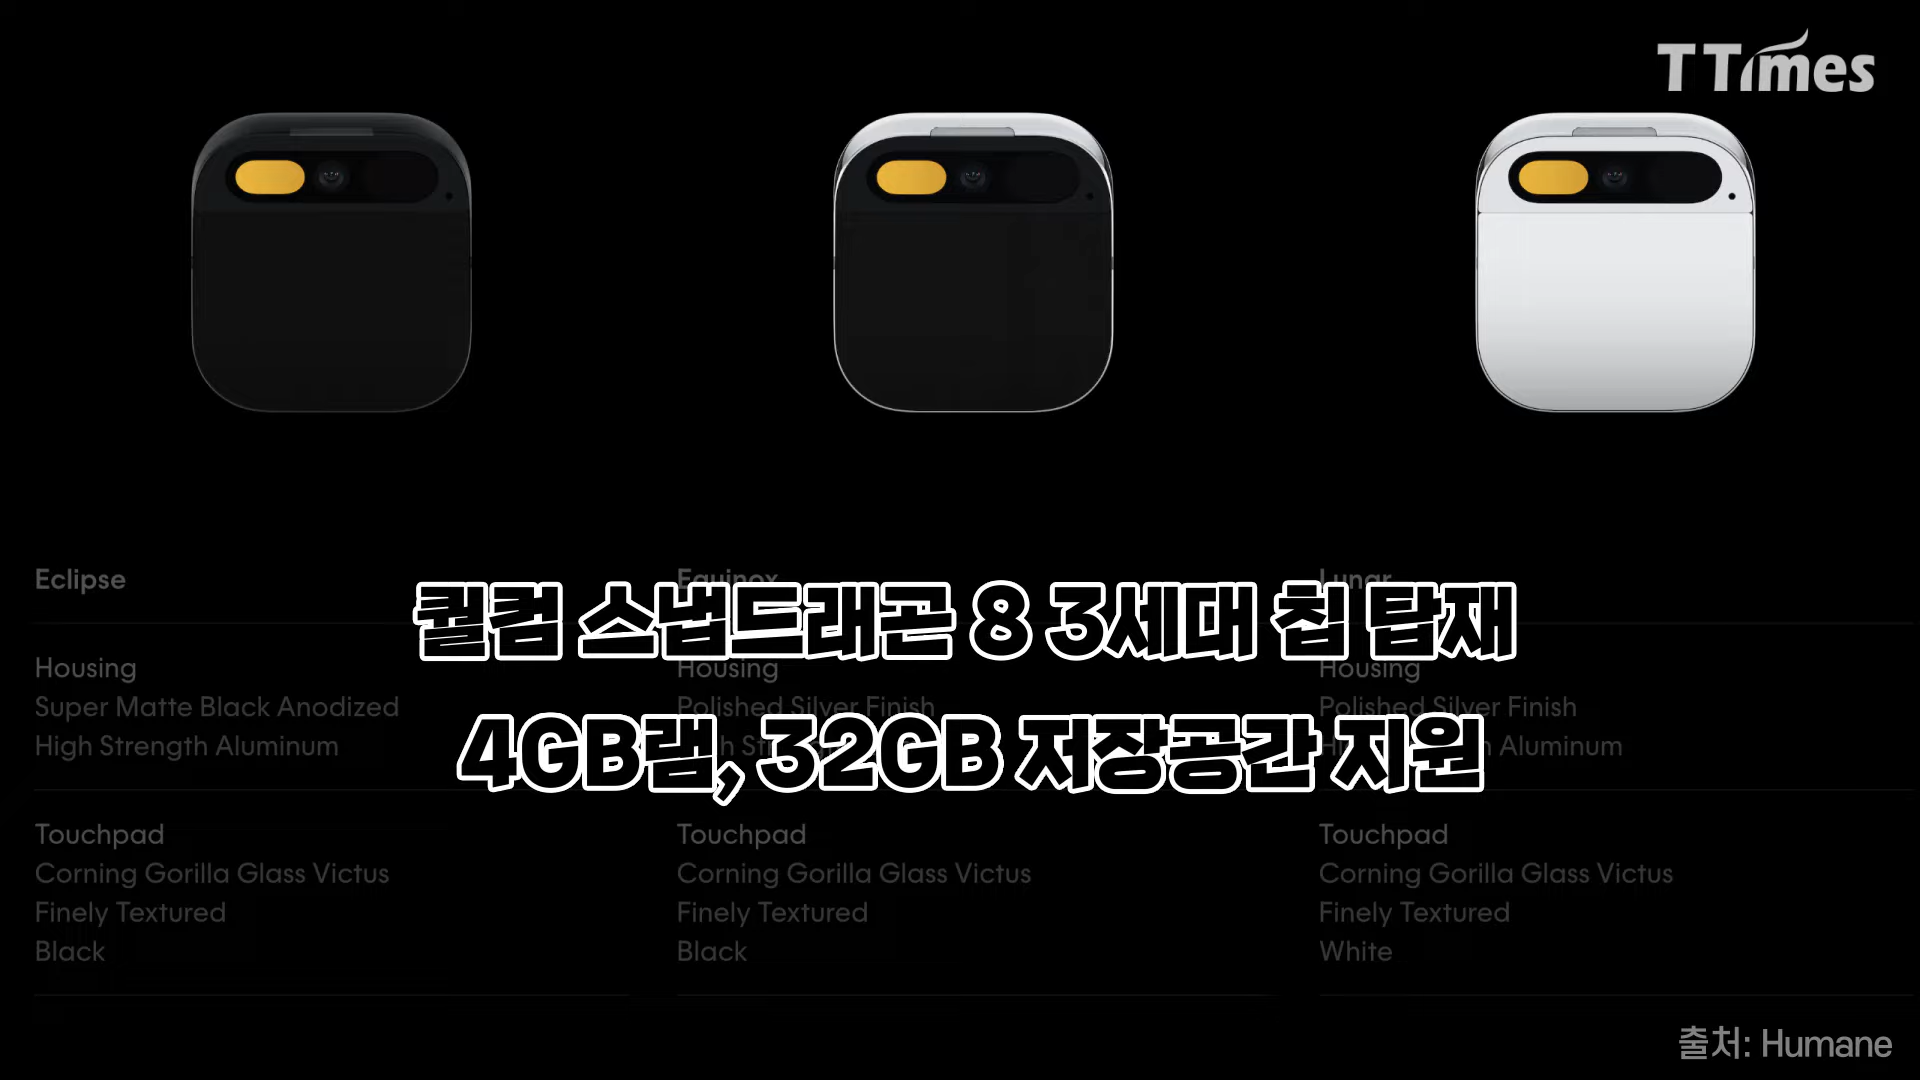 TTimes
Eclipse
Equinox
Lunar
퀄컴 스냅드래곤 8 3세대 칩 탑재
Housing
Super Matte Black Anodized
High Strength Aluminum
Housing
Polished Silver Finish
Housing
Polished Silver Finish
Aluminum
4GB램, 32GB 저장공간 지원
Touchpad
Corning Gorilla Glass Victus
Finely Textured
Black
Touchpad
Corning Gorilla Glass Victus
Finely Textured
Black
Touchpad
Corning Gorilla Glass Victus
Finely Textured
White
출처: Humane